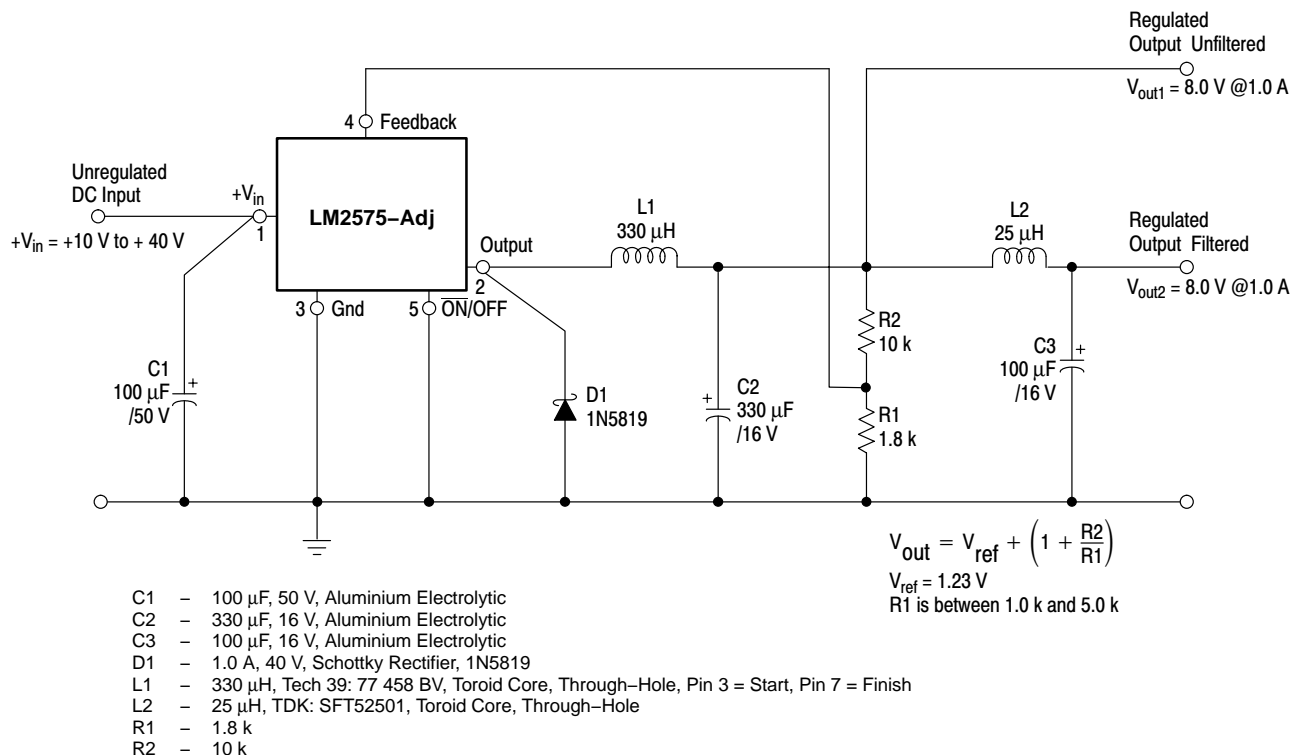 Regulated
Output Unfiltered
Vout1 = 8.0 V @1.0 A
4 Feedback
Unregulated
DC Input
+Vin
1
+Vin = +10 V to + 40 V
LM2575−Adj
Output
2
3 Gnd
5 ON/OFF
L1
330 μH
L2
25 μH
Regulated
Output Filtered
Vout2 = 8.0 V @1.0 A
C1
100 μF
/50 V
+
D1
1N5819
+
C2
330 μF
/16 V
R2
10 k
R1
1.8 k
C3
100 μF
/16 V
+
Vout = Vref + (1 + R2/R1)
Vref = 1.23 V
R1 is between 1.0 k and 5.0 k
C1 – 100 μF, 50 V, Aluminium Electrolytic
C2 – 330 μF, 16 V, Aluminium Electrolytic
C3 – 100 μF, 16 V, Aluminium Electrolytic
D1 – 1.0 A, 40 V, Schottky Rectifier, 1N5819
L1 – 330 μH, Tech 39: 77 458 BV, Toroid Core, Through−Hole, Pin 3 = Start, Pin 7 = Finish
L2 – 25 μH, TDK: SFT52501, Toroid Core, Through−Hole
R1 – 1.8 k
R2 – 10 k